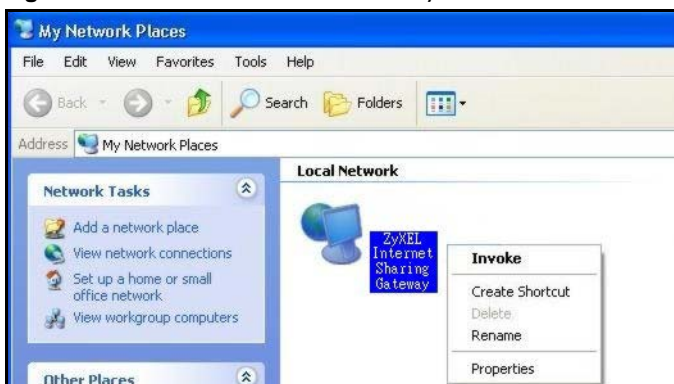 My Network Places
File Edit View Favorites Tools Help
Back Search Folders
Address My Network Places
Network Tasks
Add a network place
View network connections
Set up a home or small
office network
View workgroup computers
Other Places
Local Network
ZyXEL
Internet
Sharing
Gateway
Invoke
Create Shortcut
Delete
Rename
Properties